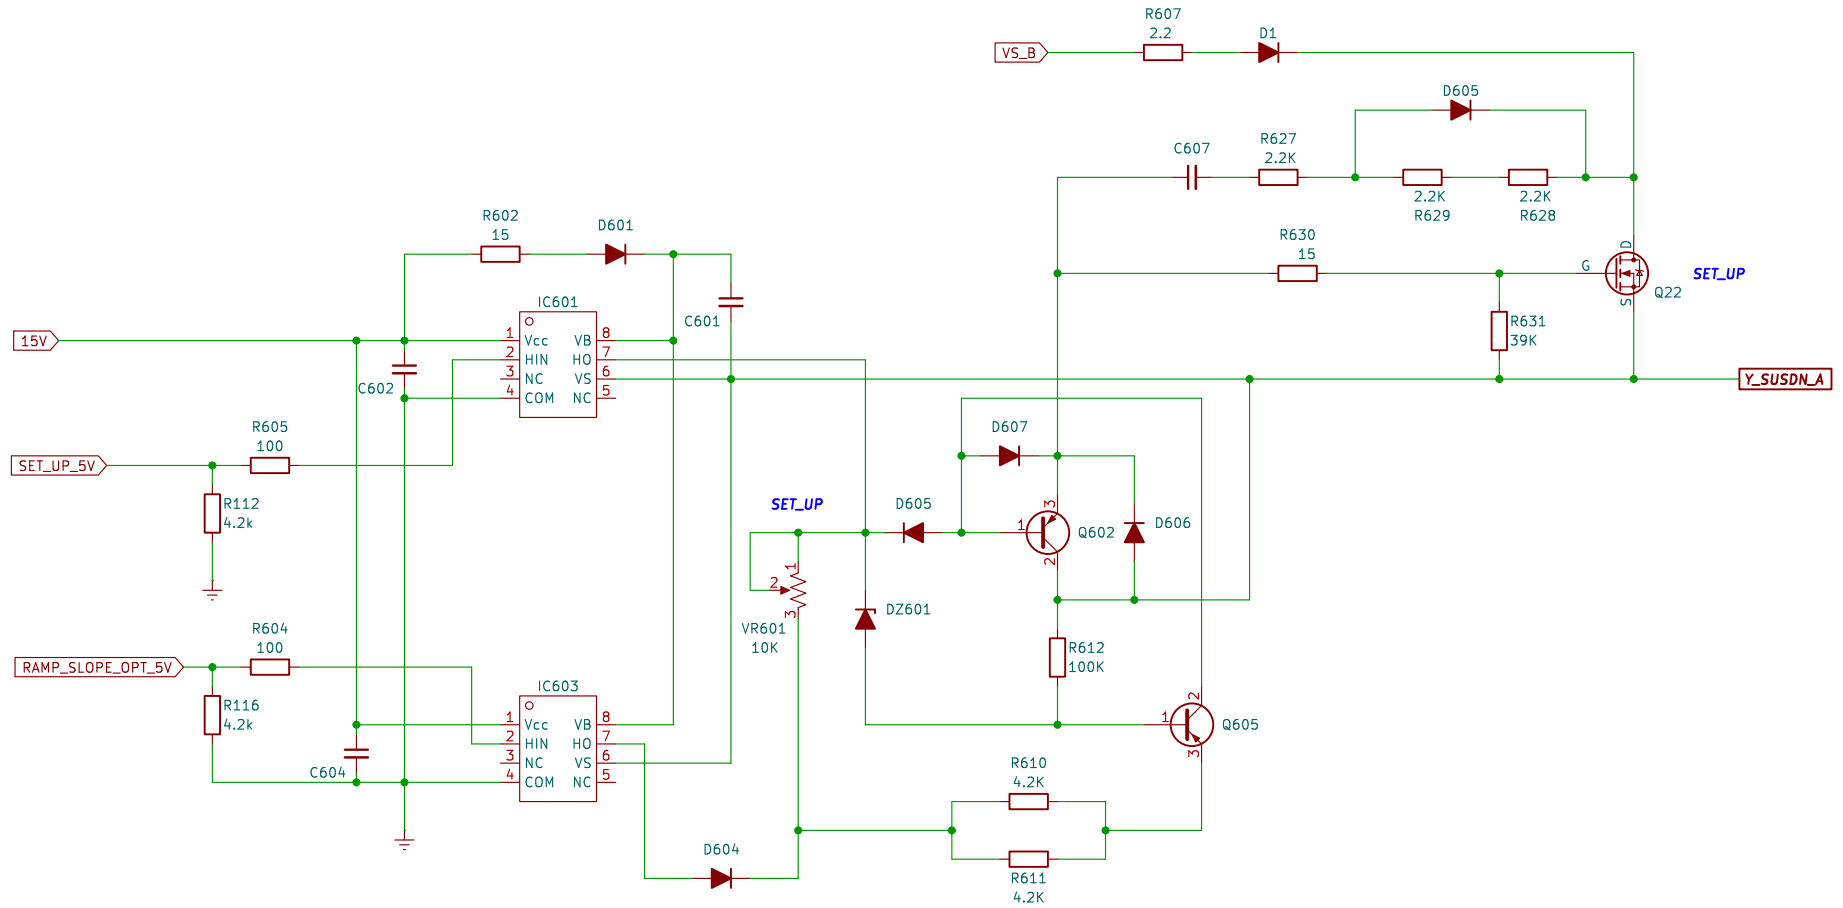 R607
2.2
D1
VS_B
D605
C607
R627
2.2K
2.2K
R629
2.2K
R628
R602
15
D601
R630
15
D
G
S
SET_UP
Q22
IC601
C601
R631
39K
15V
1
Vcc
VB
8
2
HIN
HO
7
3
NC
VS
6
4
COM
NC
5
C602
Y_SUSDN_A
R605
100
D607
SET_UP_5V
R112
4.2k
SET_UP
D605
3
1
2
Q602
D606
1
2
3
VR601
10K
DZ601
R604
100
R612
100K
RAMP_SLOPE_OPT_5V
R116
4.2k
IC603
1
Vcc
VB
8
2
HIN
HO
7
3
NC
VS
6
4
COM
NC
5
C604
2
1
3
Q605
R610
4.2K
D604
R611
4.2K